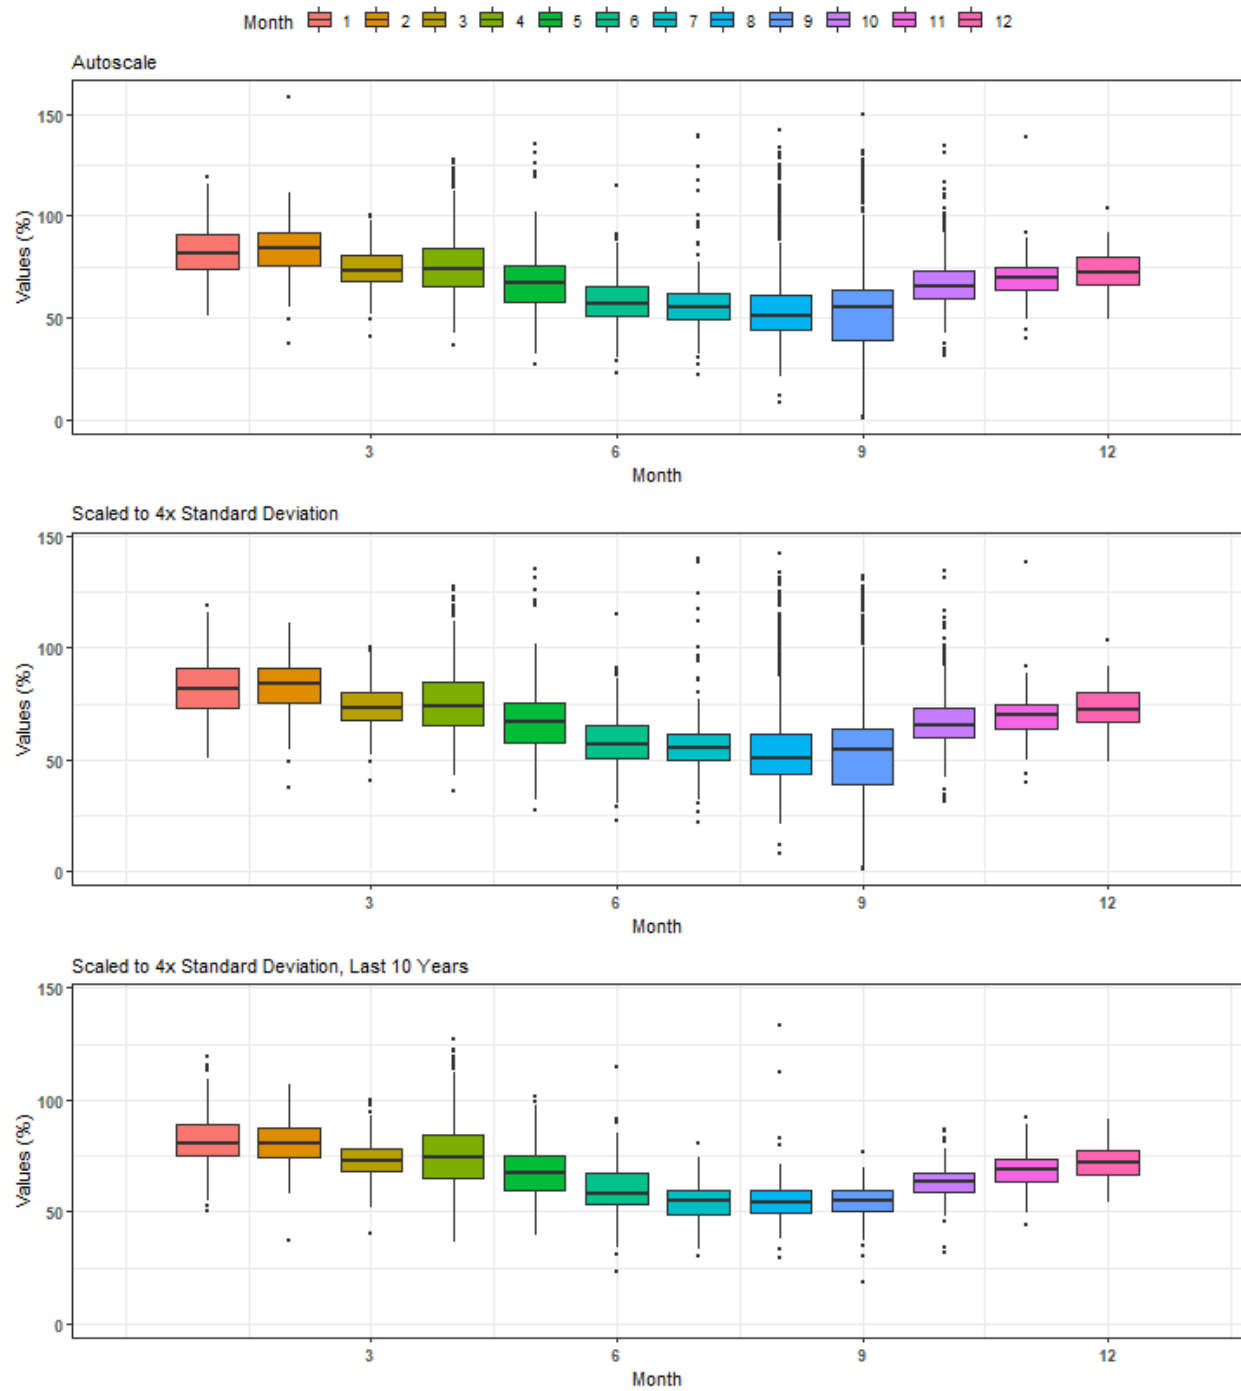 Month 1 2 3 4 5 6 7 8 9 10 11 12
Autoscale
150
100
50
0
Values (%)
3 6 9 12
Month
Scaled to 4x Standard Deviation
150
100
50
0
Values (%)
3 6 9 12
Month
Scaled to 4x Standard Deviation, Last 10 Years
150
100
50
0
Values (%)
3 6 9 12
Month